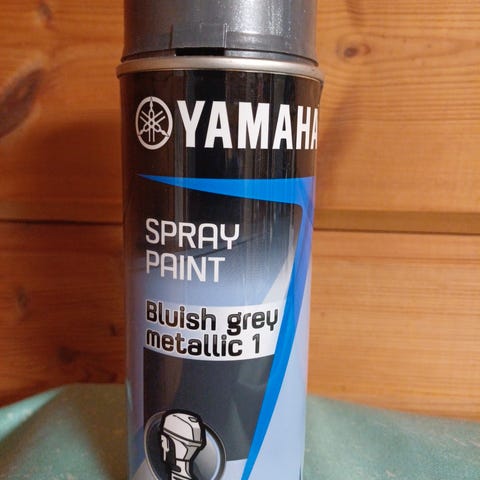 YAMAHA
SPRAY
PAINT
Bluish grey
metallic 1